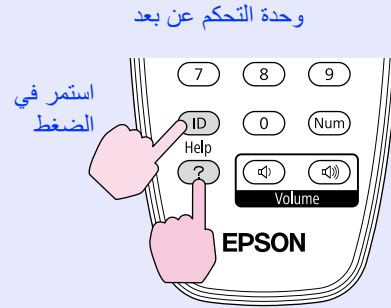 وحدة التحكم عن بعد
7 8 9
استمر في
الضغط
ID 0 Num
Help
?
Volume
EPSON